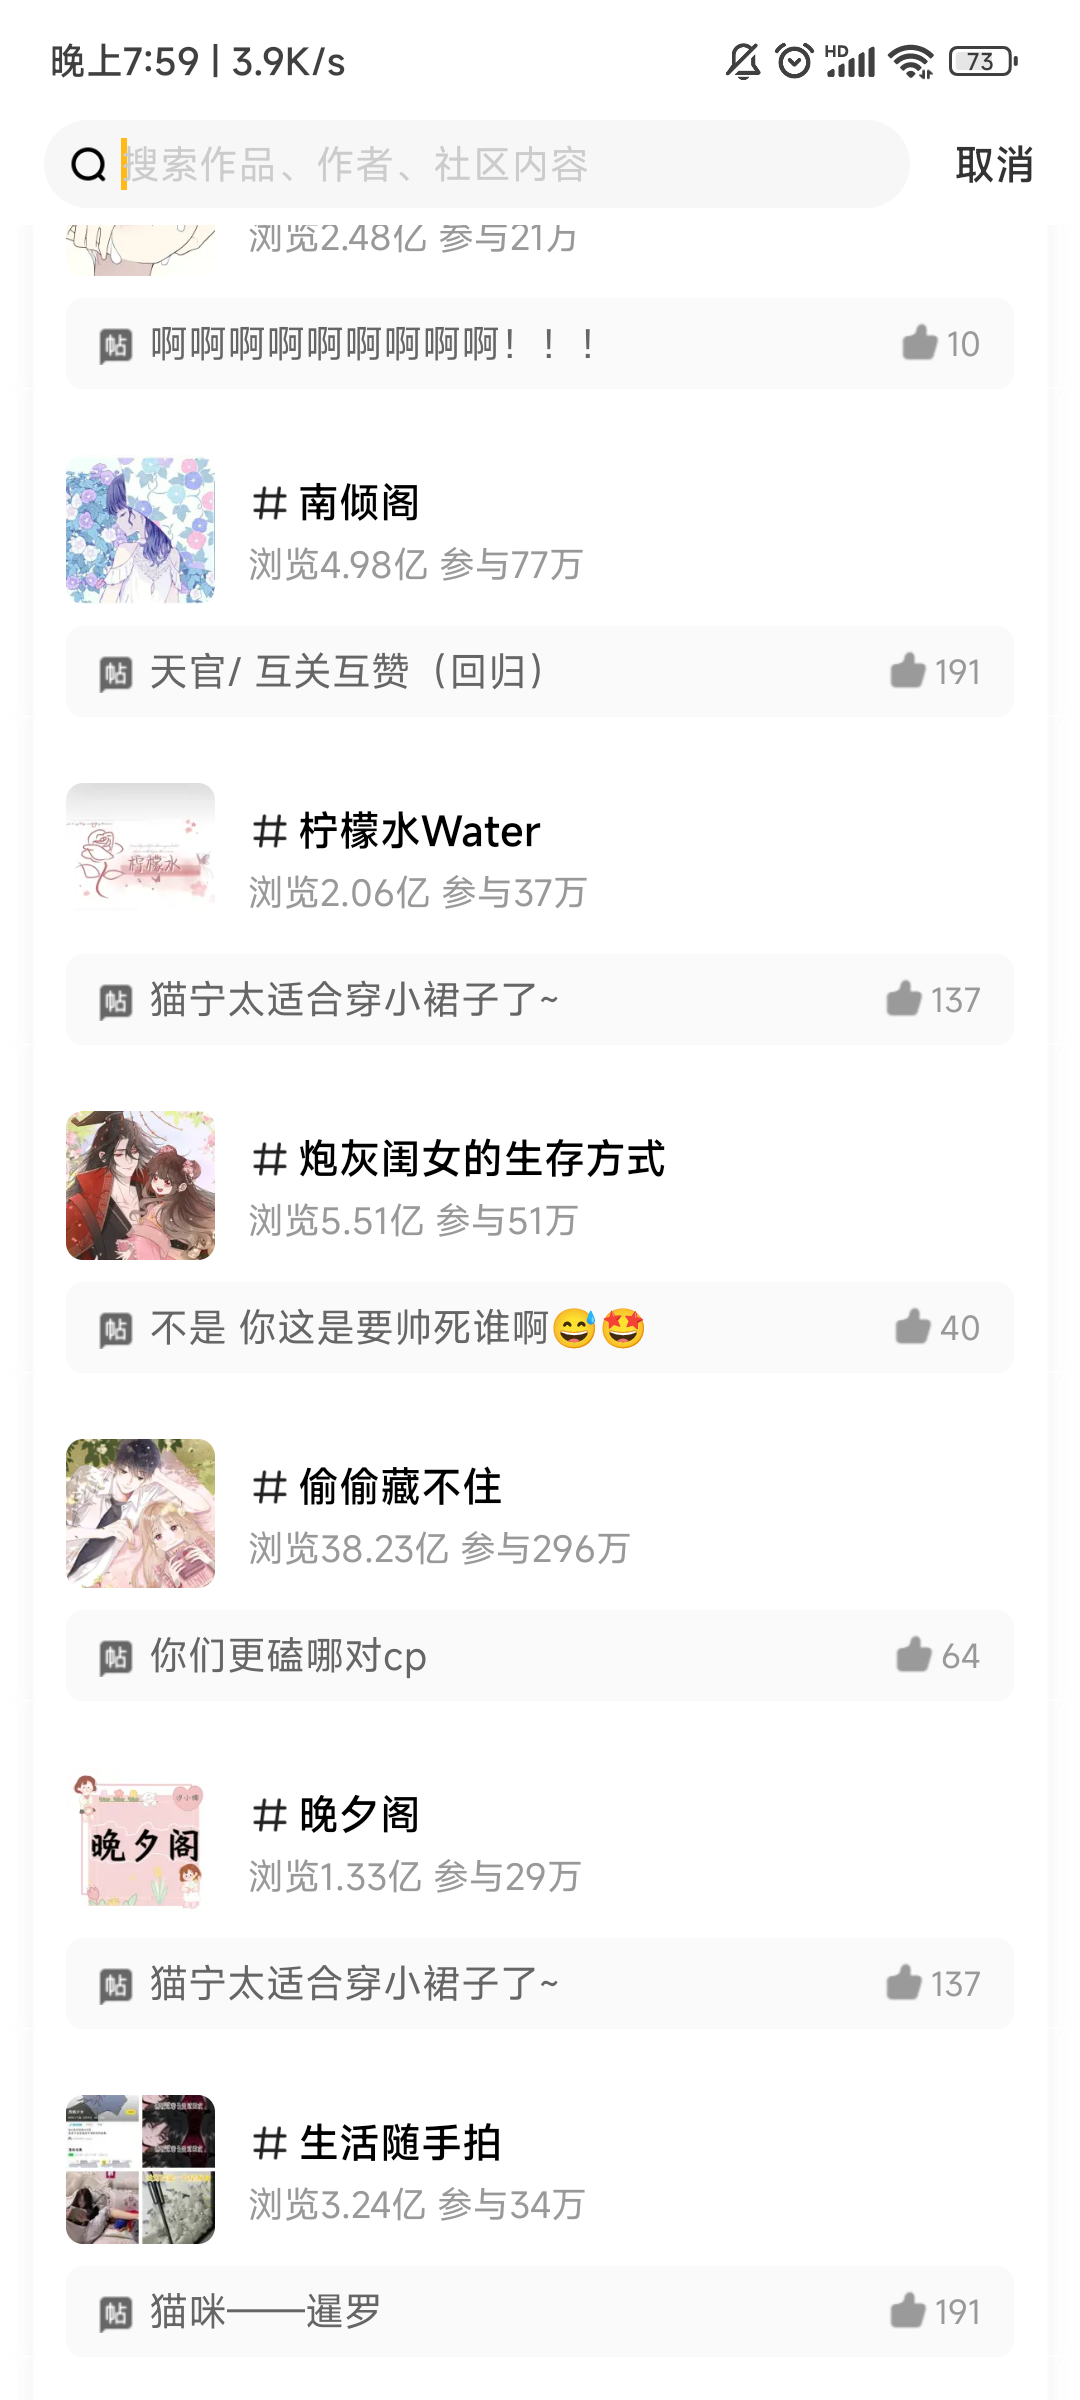 晚上7:59 | 3.9K/s
HD
73
搜索作品、作者、社区内容
取消
浏览2.48亿 参与21万
帖 啊啊啊啊啊啊啊啊啊！！！ 10
# 南倾阁
浏览4.98亿 参与77万
帖 天官/ 互关互赞（回归） 191
柠檬水
# 柠檬水Water
浏览2.06亿 参与37万
帖 猫宁太适合穿小裙子了~ 137
# 炮灰闺女的生存方式
浏览5.51亿 参与51万
帖 不是 你这是要帅死谁啊😅🤩 40
# 偷偷藏不住
浏览38.23亿 参与296万
帖 你们更磕哪对cp 64
晚夕阁
# 晚夕阁
浏览1.33亿 参与29万
帖 猫宁太适合穿小裙子了~ 137
# 生活随手拍
浏览3.24亿 参与34万
帖 猫咪——暹罗 191